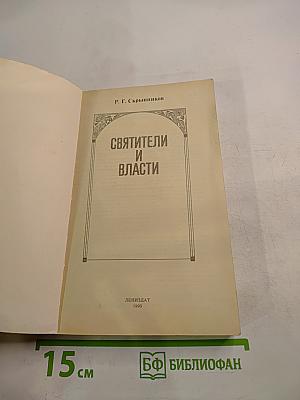 Р. Г. Скрынников
СВЯТИТЕЛИ
И
ВЛАСТИ
ЛЕНИЗДАТ
1990
15 см
БФ БИБЛИОФАН